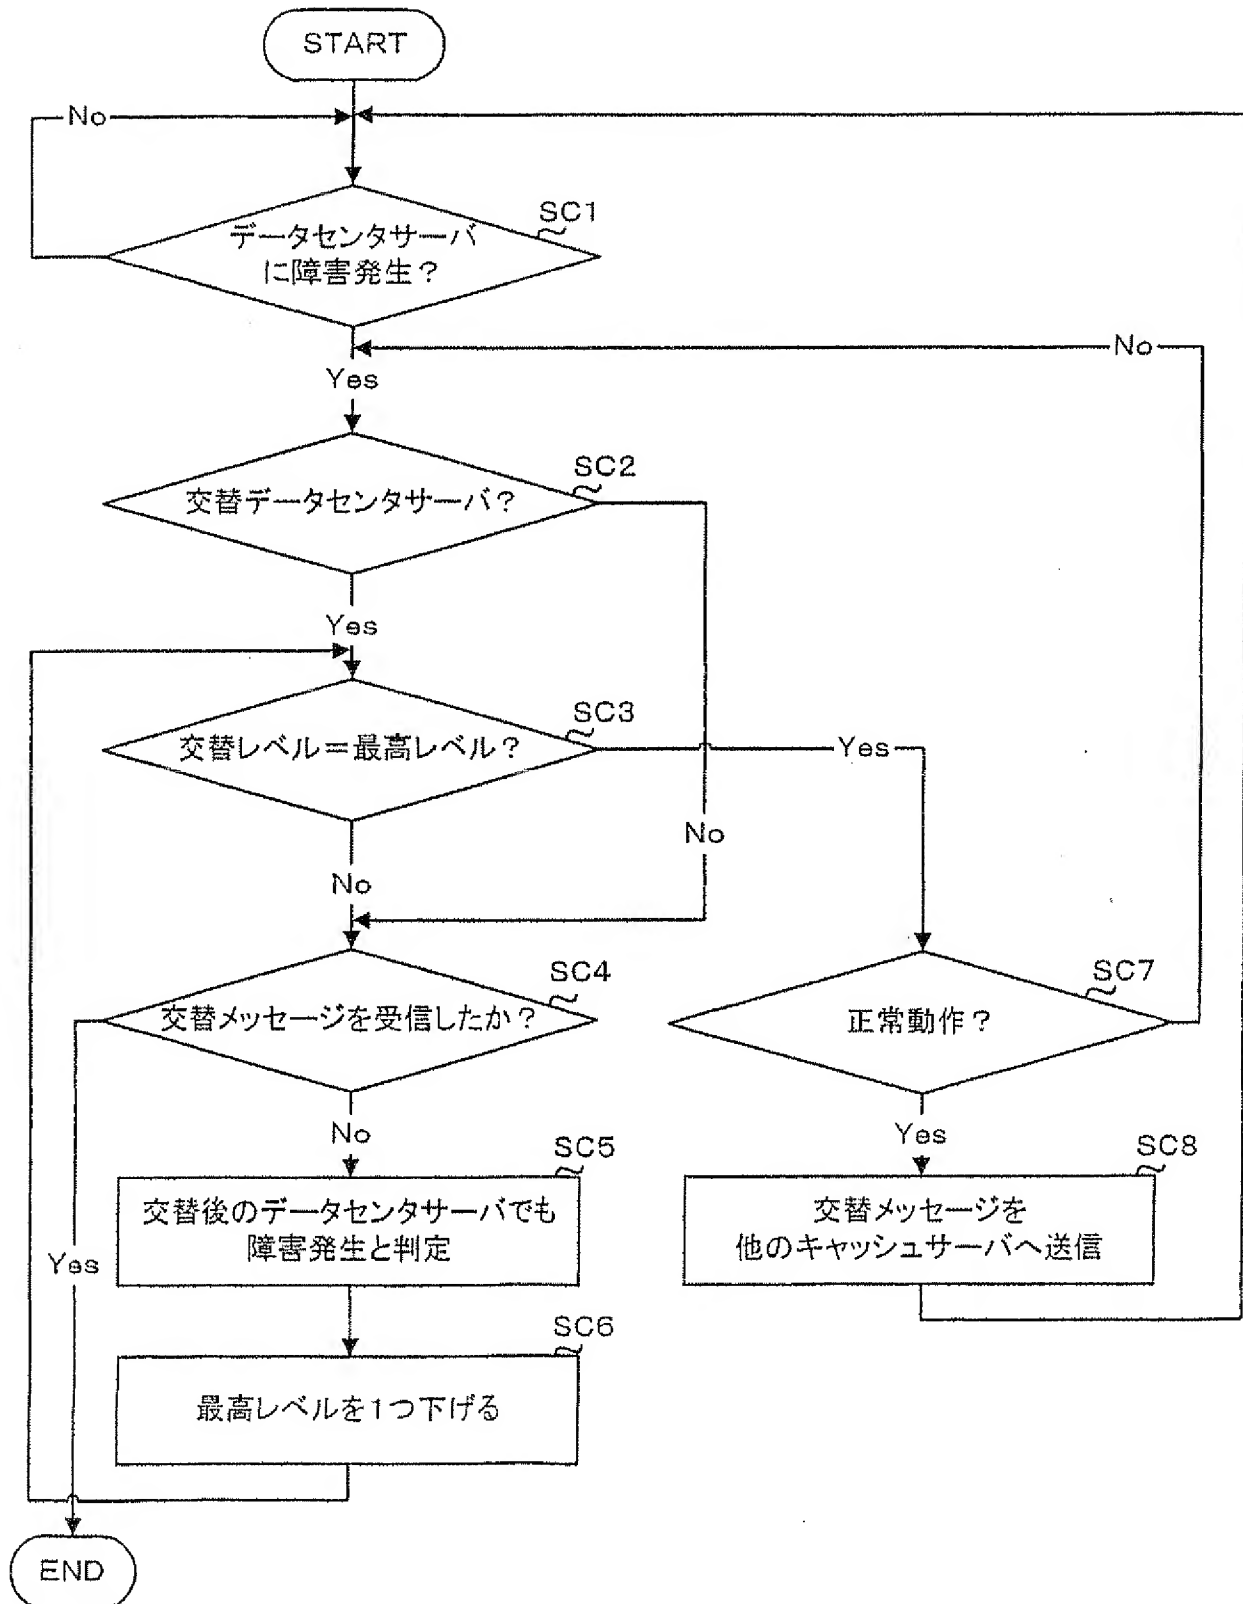 START
No
SC1
データセンタサーバ
に障害発生？
No
Yes
SC2
交替データセンタサーバ？
Yes
SC3
交替レベル＝最高レベル？
Yes
No
No
SC4
交替メッセージを受信したか？
SC7
正常動作？
No
Yes
SC5
交替後のデータセンタサーバでも
障害発生と判定
SC8
交替メッセージを
他のキャッシュサーバへ送信
Yes
SC6
最高レベルを1つ下げる
END